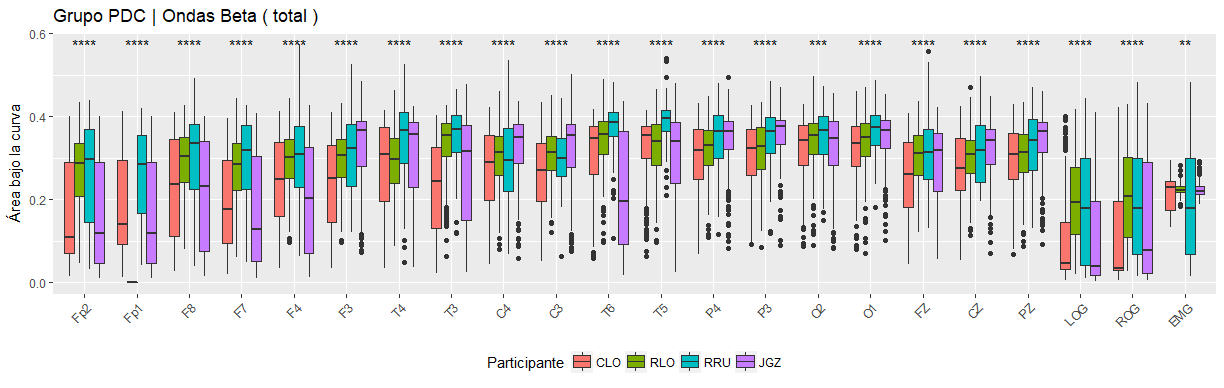 Grupo PDC | Ondas Beta ( total )
0.6
**** **** **** **** **** **** **** **** **** **** **** **** **** **** *** **** **** **** **** **** **** **
0.4
0.2
0.0
Área bajo la curva
Fp2 Fp1 F8 F7 F4 F3 T4 T3 C4 C3 T6 T5 P4 P3 O2 O1 FZ CZ PZ LOG ROG EMG
Participante CLO RLO RRU JGZ